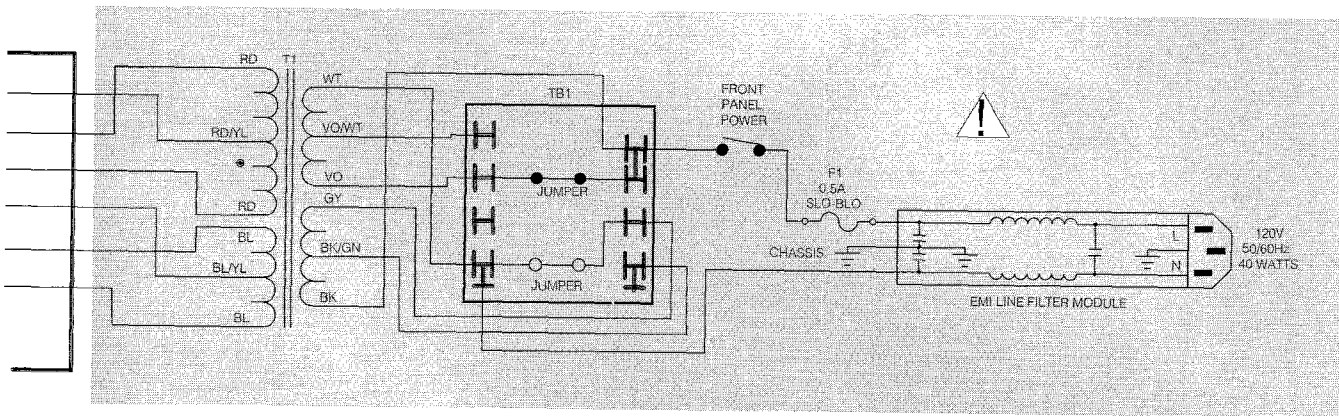 RD
T1
WT
TB1
FRONT
PANEL
POWER
!
RD/YL
VO/WT
F1
0.5A
SLO-BLO
JUMPER
VO
RD
GY
BL
L
120V
50/60Hz
40 WATTS
BK/GN
CHASSIS
BL/YL
N
JUMPER
BK
EMI LINE FILTER MODULE
BL